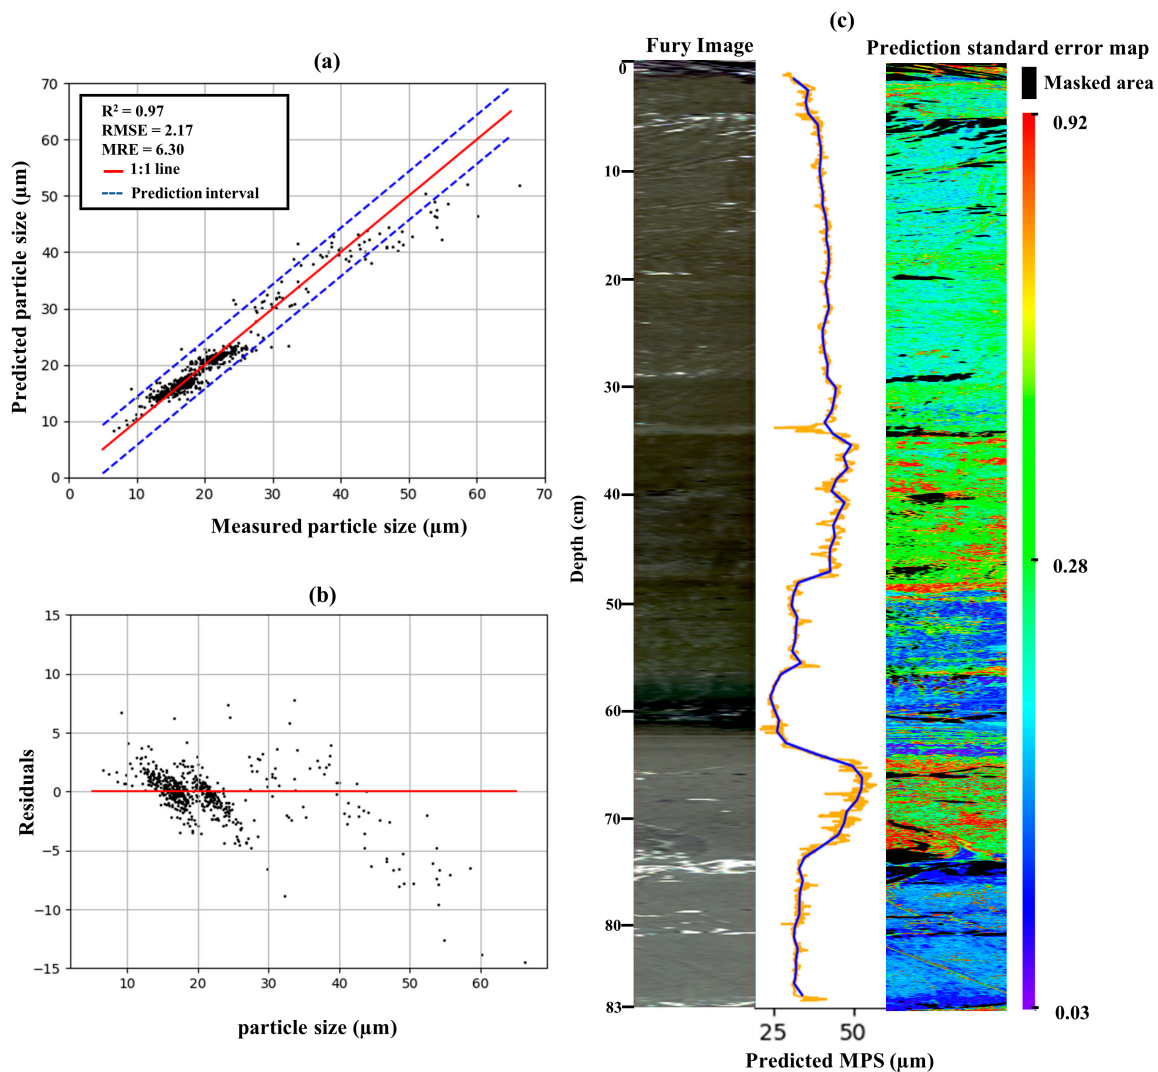 (a)
R² = 0.97
RMSE = 2.17
MRE = 6.30
1:1 line
Prediction interval
Predicted particle size (μm)
70
60
50
40
30
20
10
0
0 10 20 30 40 50 60 70
Measured particle size (μm)
(b)
Residuals
15
10
5
0
−5
−10
−15
10 20 30 40 50 60
particle size (μm)
(c)
Fury Image
Prediction standard error map
Masked area
Depth (cm)
0
10
20
30
40
50
60
70
80
83
25 50
Predicted MPS (μm)
0.92
0.28
0.03